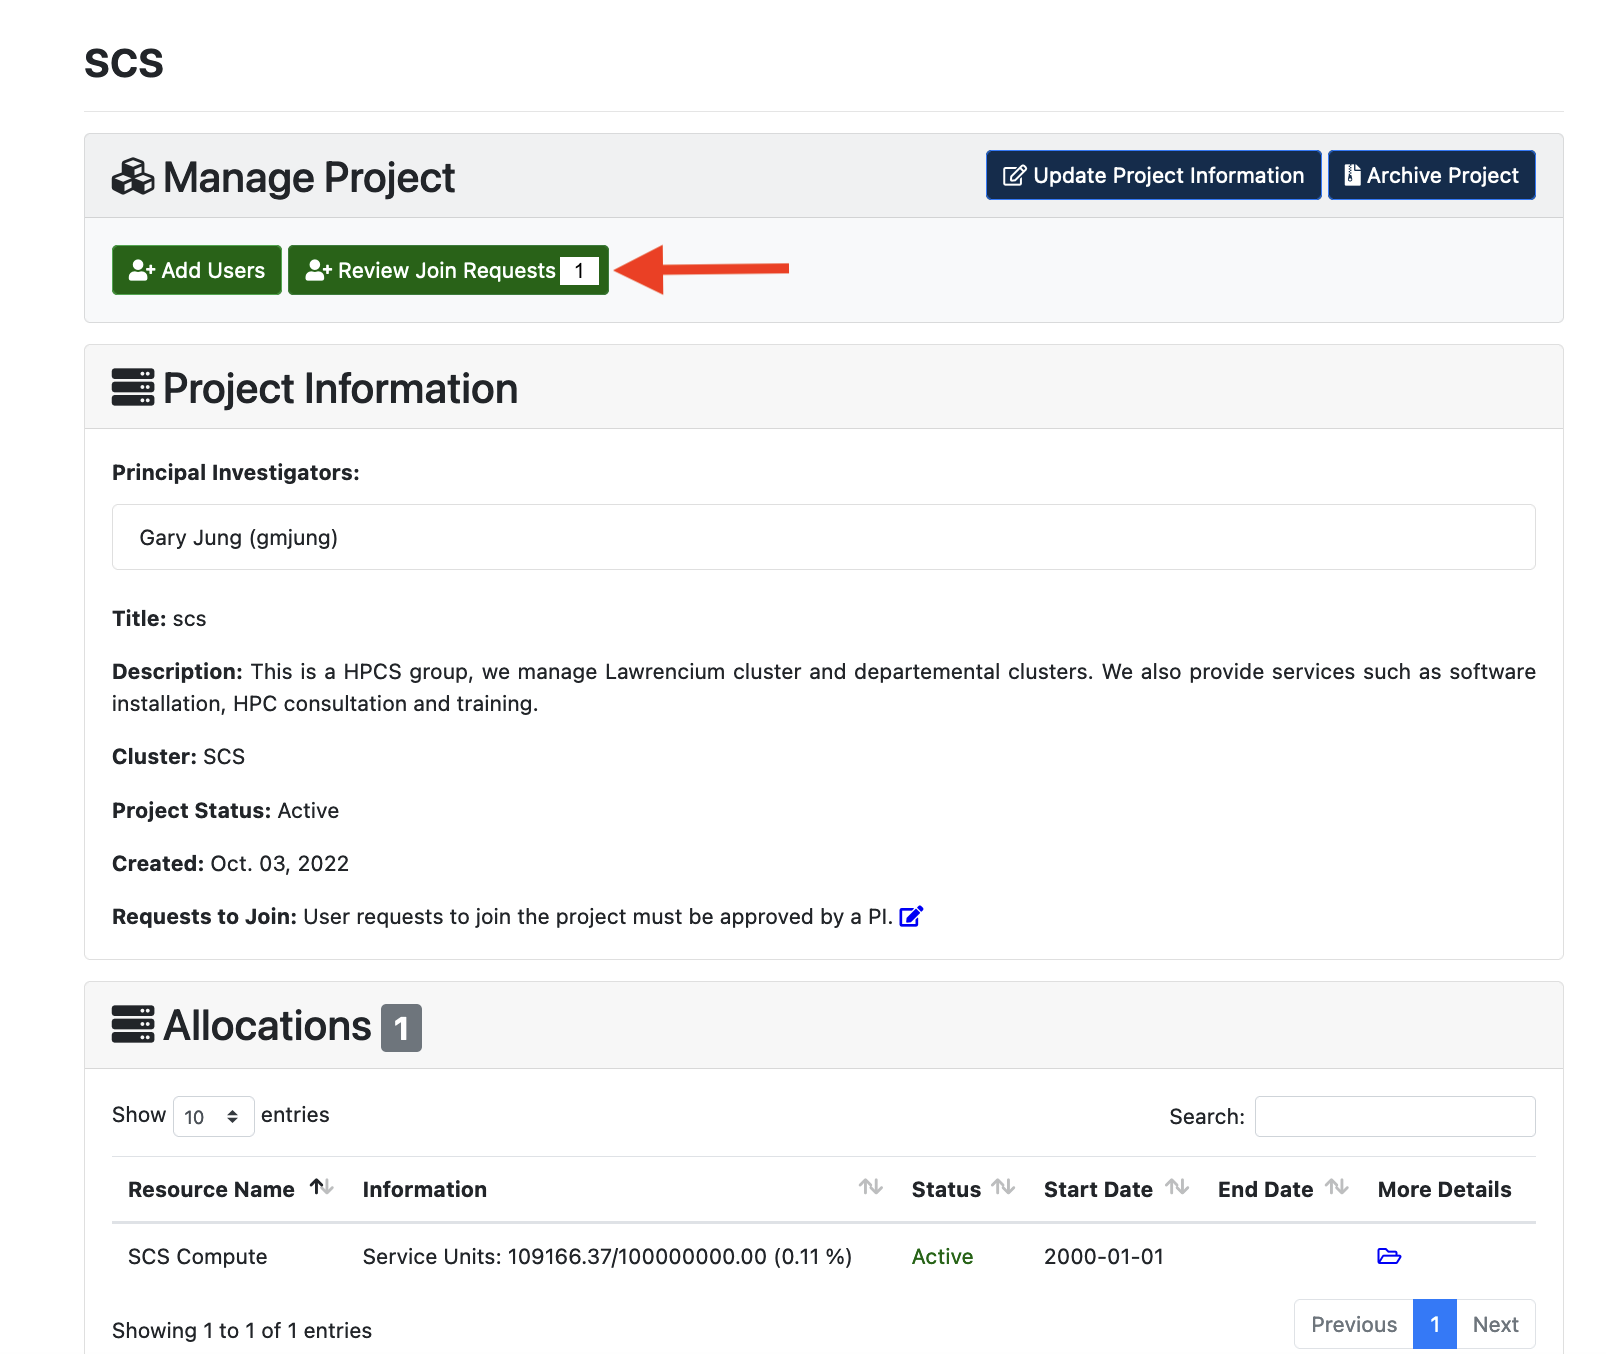 scs
Manage Project
Update Project Information
Archive Project
Add Users
Review Join Requests 1
Project Information
Principal Investigators:
Gary Jung (gmjung)
Title: scs
Description: This is a HPCS group, we manage Lawrencium cluster and departemental clusters. We also provide services such as software
installation, HPC consultation and training.
Cluster: SCS
Project Status: Active
Created: Oct. 03, 2022
Requests to Join: User requests to join the project must be approved by a PI.
Allocations 1
Show 10 entries
Search:
Resource Name Information Status Start Date End Date More Details
SCS Compute Service Units: 109166.37/100000000.00 (0.11 %) Active 2000-01-01
Showing 1 to 1 of 1 entries
Previous 1 Next